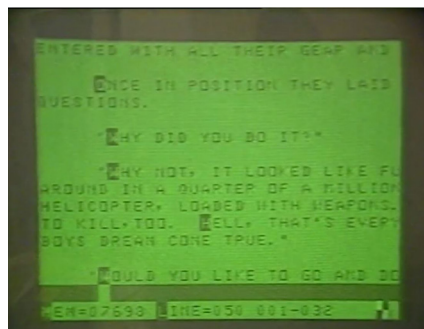 ENTERED WITH ALL THEIR GEAR AND
ONCE IN POSITION THEY LAID
QUESTIONS.
"WHY DID YOU DO IT?"
"WHY NOT, IT LOOKED LIKE FU
AROUND IN A QUARTER OF A MILLION
HELICOPTER, LOADED WITH WEAPONS.
TO KILL, TOO. HELL, THAT'S EVERY
BOYS DREAM COME TRUE."
"WOULD YOU LIKE TO GO AND DO
MEM=07693 LINE=050 001-032